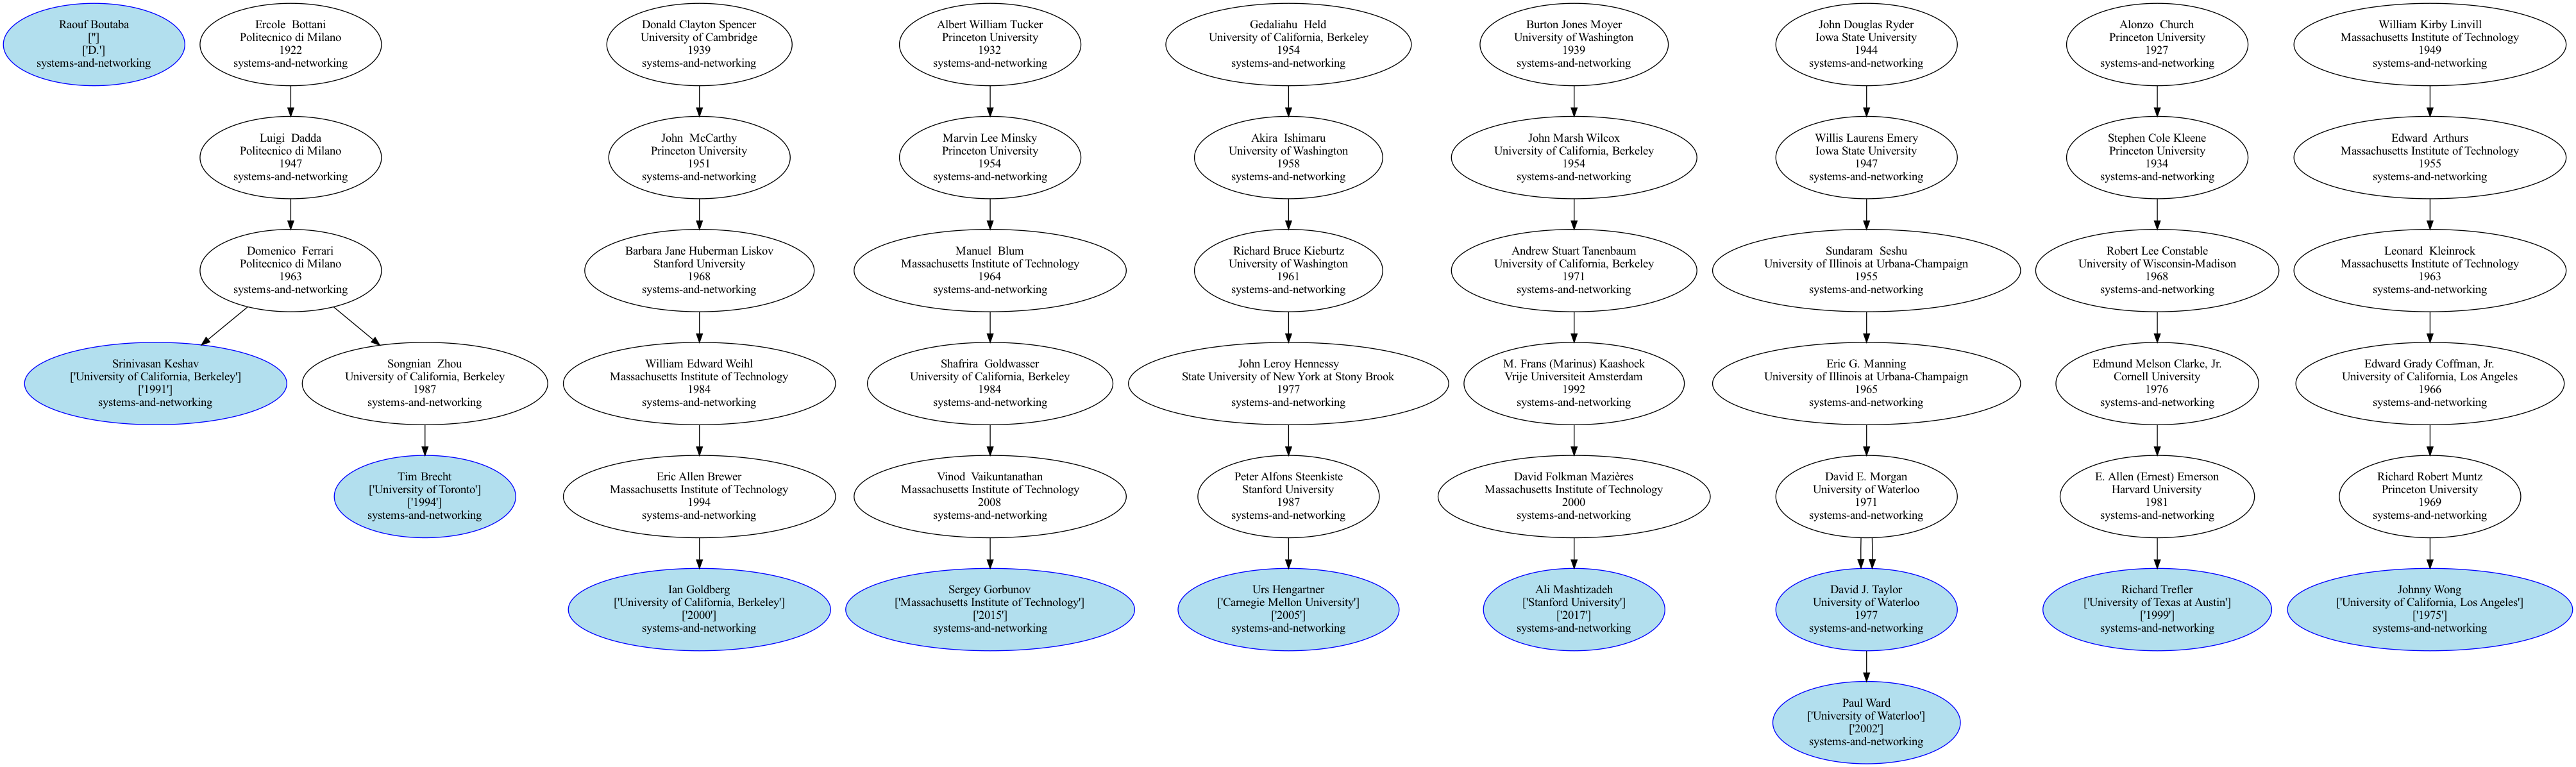 Raouf Boutaba
['']
['D.']
systems-and-networking
Ercole  Bottani
Politecnico di Milano
1922
systems-and-networking
Donald Clayton Spencer
University of Cambridge
1939
systems-and-networking
Albert William Tucker
Princeton University
1932
systems-and-networking
Gedaliahu  Held
University of California, Berkeley
1954
systems-and-networking
Burton Jones Moyer
University of Washington
1939
systems-and-networking
John Douglas Ryder
Iowa State University
1944
systems-and-networking
Alonzo  Church
Princeton University
1927
systems-and-networking
William Kirby Linvill
Massachusetts Institute of Technology
1949
systems-and-networking
Luigi  Dadda
Politecnico di Milano
1947
systems-and-networking
John  McCarthy
Princeton University
1951
systems-and-networking
Marvin Lee Minsky
Princeton University
1954
systems-and-networking
Akira  Ishimaru
University of Washington
1958
systems-and-networking
John Marsh Wilcox
University of California, Berkeley
1954
systems-and-networking
Willis Laurens Emery
Iowa State University
1947
systems-and-networking
Stephen Cole Kleene
Princeton University
1934
systems-and-networking
Edward  Arthurs
Massachusetts Institute of Technology
1955
systems-and-networking
Domenico  Ferrari
Politecnico di Milano
1963
systems-and-networking
Barbara Jane Huberman Liskov
Stanford University
1968
systems-and-networking
Manuel  Blum
Massachusetts Institute of Technology
1964
systems-and-networking
Richard Bruce Kieburtz
University of Washington
1961
systems-and-networking
Andrew Stuart Tanenbaum
University of California, Berkeley
1971
systems-and-networking
Sundaram  Seshu
University of Illinois at Urbana-Champaign
1955
systems-and-networking
Robert Lee Constable
University of Wisconsin-Madison
1968
systems-and-networking
Leonard  Kleinrock
Massachusetts Institute of Technology
1963
systems-and-networking
Srinivasan Keshav
['University of California, Berkeley']
['1991']
systems-and-networking
Songnian  Zhou
University of California, Berkeley
1987
systems-and-networking
William Edward Weihl
Massachusetts Institute of Technology
1984
systems-and-networking
Shafrira  Goldwasser
University of California, Berkeley
1984
systems-and-networking
John Leroy Hennessy
State University of New York at Stony Brook
1977
systems-and-networking
M. Frans (Marinus) Kaashoek
Vrije Universiteit Amsterdam
1992
systems-and-networking
Eric G. Manning
University of Illinois at Urbana-Champaign
1965
systems-and-networking
Edmund Melson Clarke, Jr.
Cornell University
1976
systems-and-networking
Edward Grady Coffman, Jr.
University of California, Los Angeles
1966
systems-and-networking
Tim Brecht
['University of Toronto']
['1994']
systems-and-networking
Eric Allen Brewer
Massachusetts Institute of Technology
1994
systems-and-networking
Vinod  Vaikuntanathan
Massachusetts Institute of Technology
2008
systems-and-networking
Peter Alfons Steenkiste
Stanford University
1987
systems-and-networking
David Folkman Mazières
Massachusetts Institute of Technology
2000
systems-and-networking
David E. Morgan
University of Waterloo
1971
systems-and-networking
E. Allen (Ernest) Emerson
Harvard University
1981
systems-and-networking
Richard Robert Muntz
Princeton University
1969
systems-and-networking
Ian Goldberg
['University of California, Berkeley']
['2000']
systems-and-networking
Sergey Gorbunov
['Massachusetts Institute of Technology']
['2015']
systems-and-networking
Urs Hengartner
['Carnegie Mellon University']
['2005']
systems-and-networking
Ali Mashtizadeh
['Stanford University']
['2017']
systems-and-networking
David J. Taylor
University of Waterloo
1977
systems-and-networking
Richard Trefler
['University of Texas at Austin']
['1999']
systems-and-networking
Johnny Wong
['University of California, Los Angeles']
['1975']
systems-and-networking
Paul Ward
['University of Waterloo']
['2002']
systems-and-networking